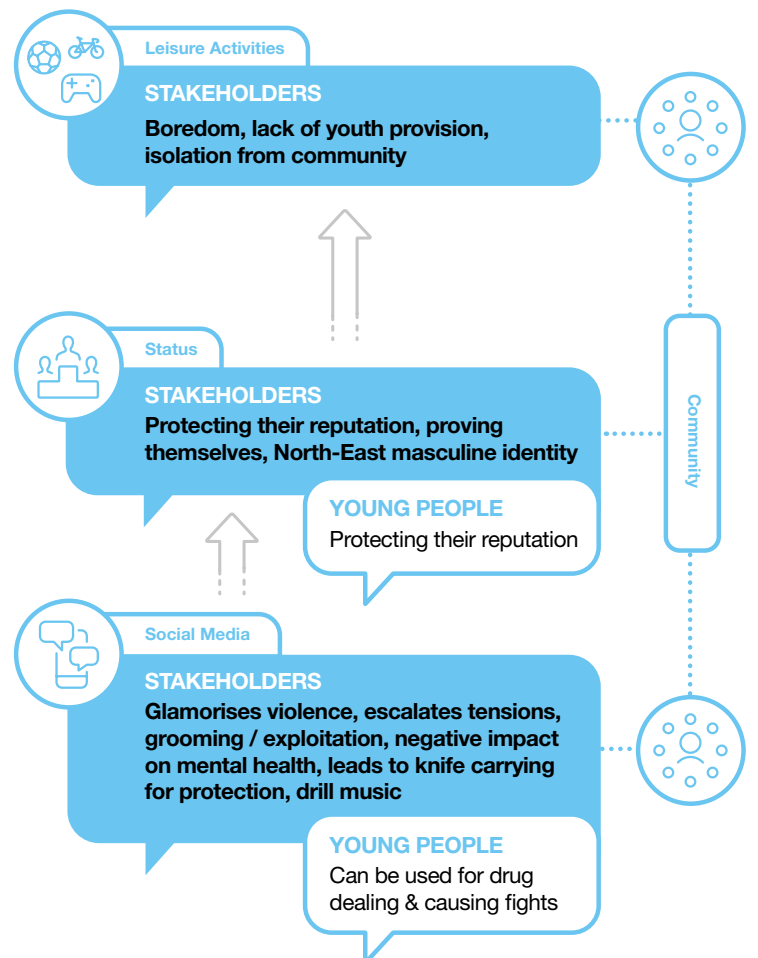 Leisure Activities
STAKEHOLDERS
Boredom, lack of youth provision,
isolation from community
Status
STAKEHOLDERS
Protecting their reputation, proving
themselves, North-East masculine identity
YOUNG PEOPLE
Protecting their reputation
Community
Social Media
STAKEHOLDERS
Glamorises violence, escalates tensions,
grooming / exploitation, negative impact
on mental health, leads to knife carrying
for protection, drill music
YOUNG PEOPLE
Can be used for drug
dealing & causing fights